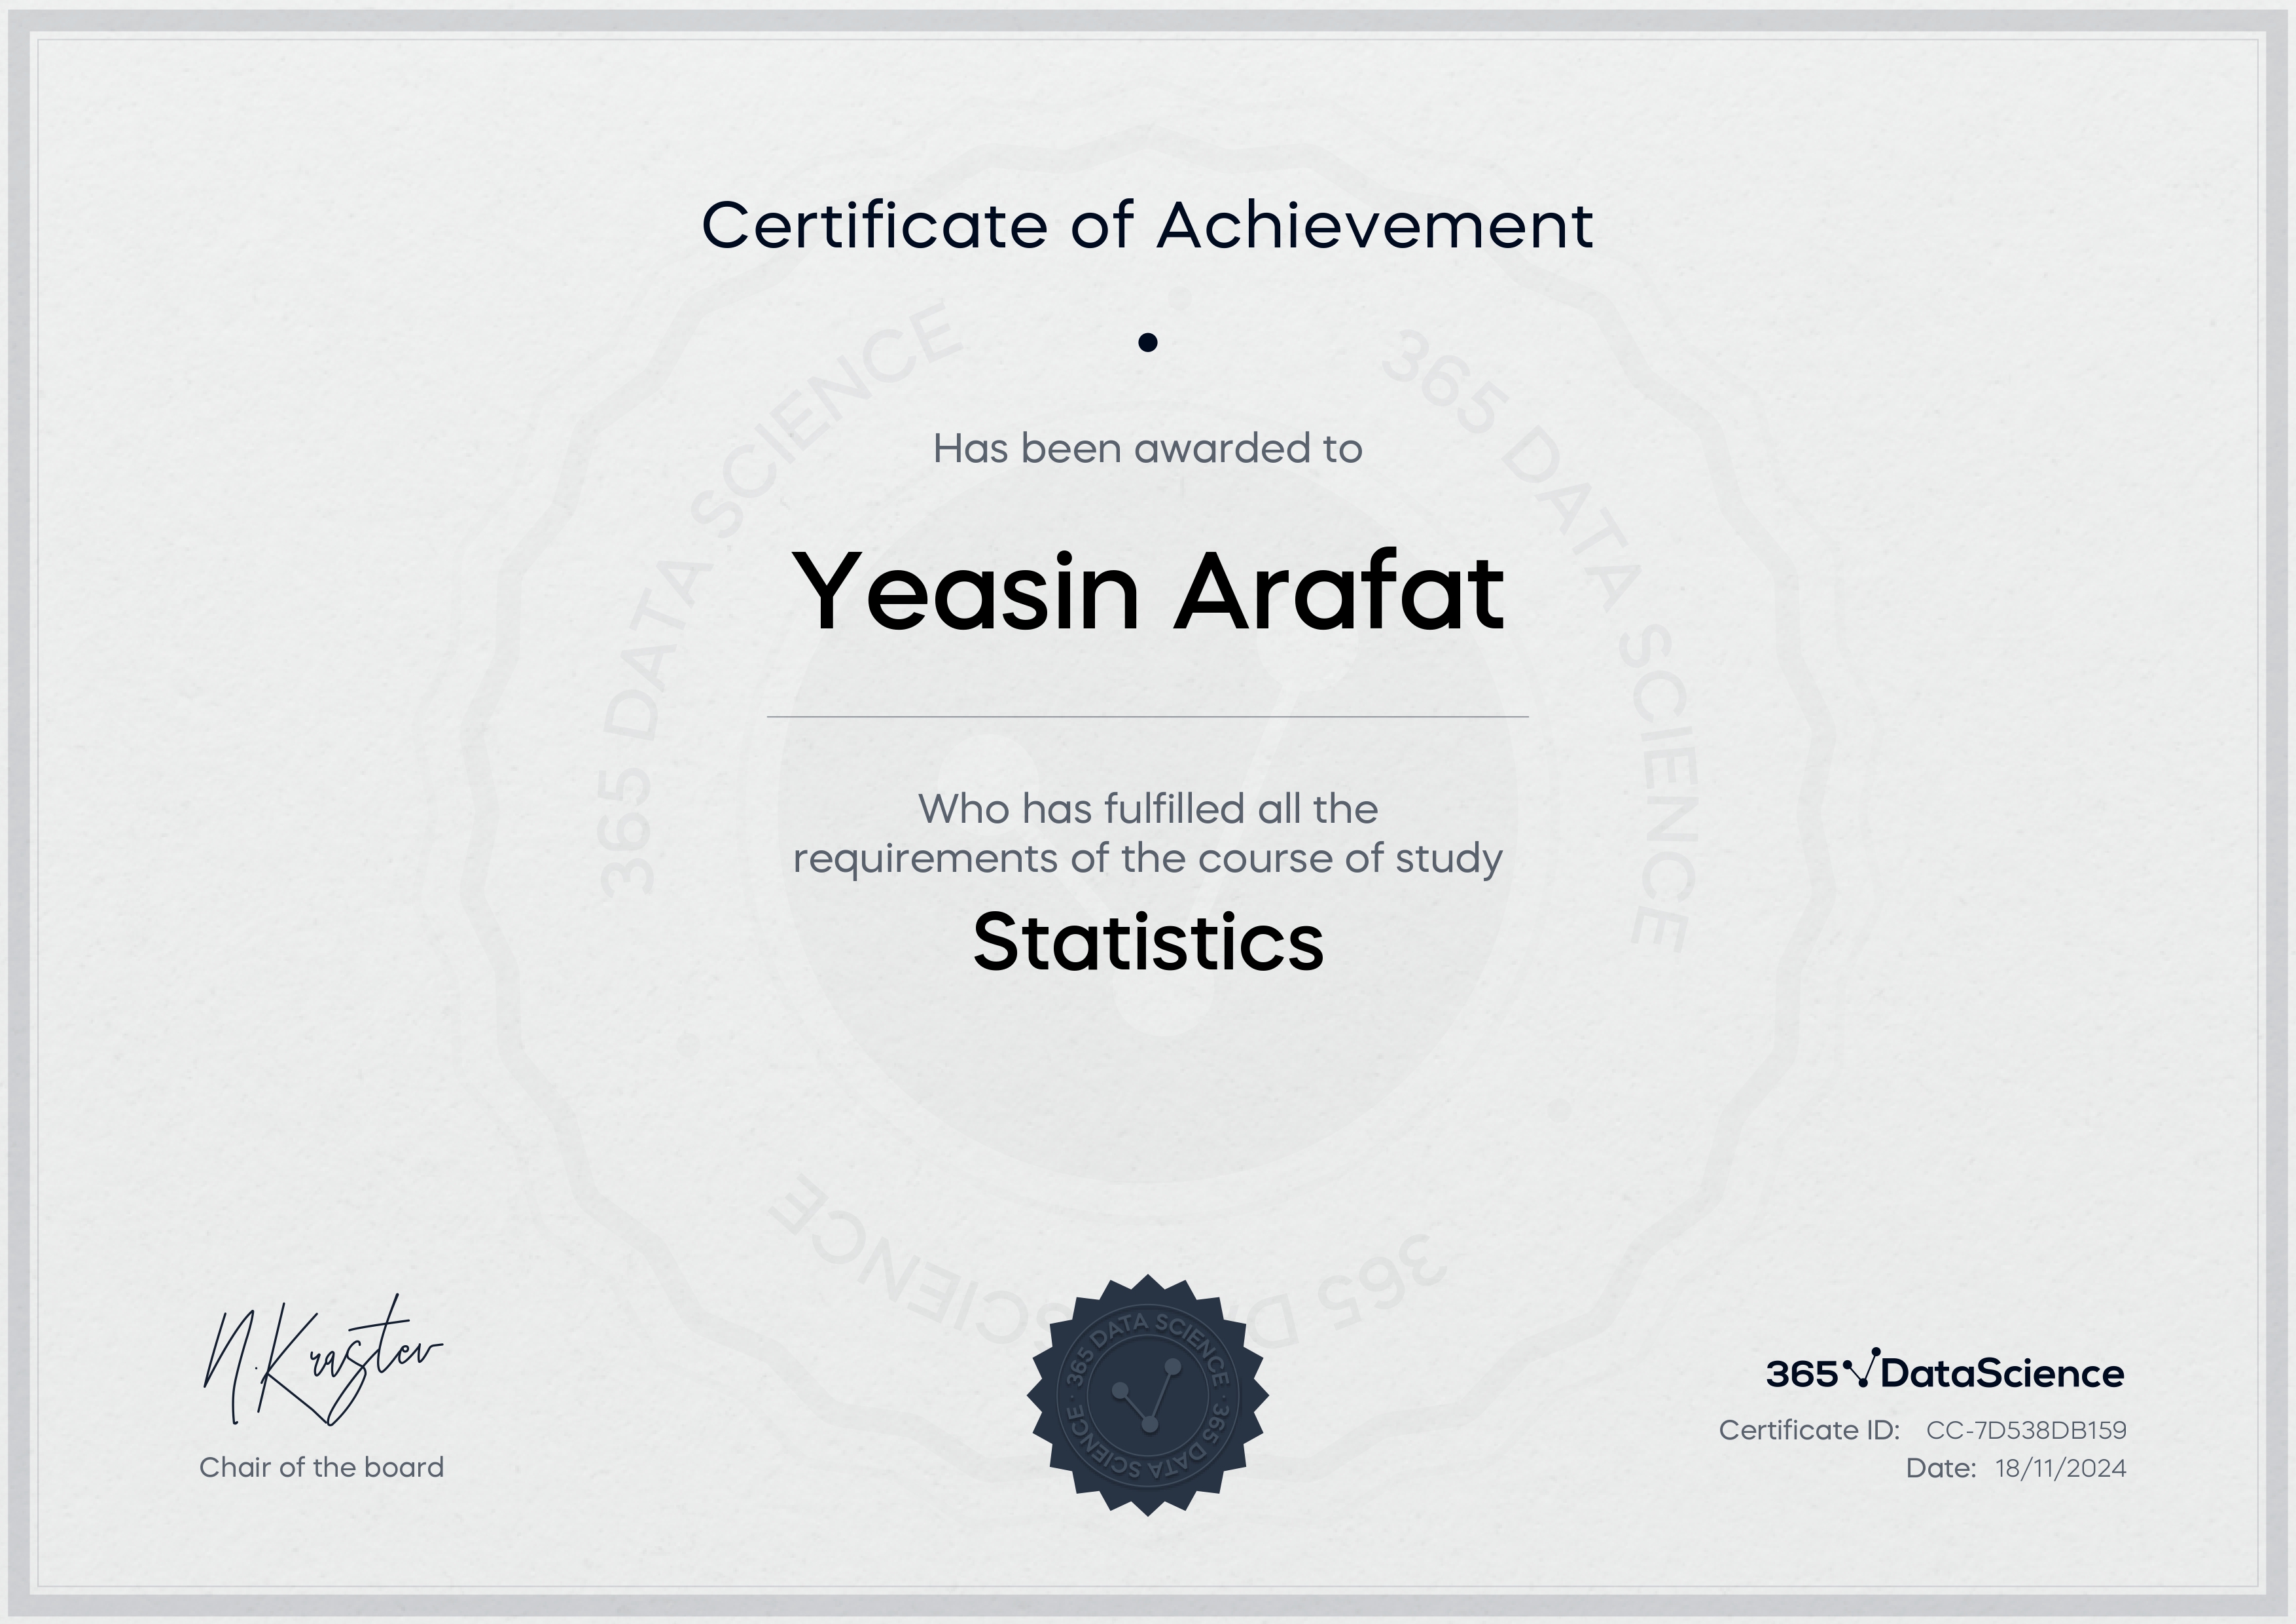 Certificate of Achievement
Has been awarded to
Yeasin Arafat
Who has fulfilled all the
requirements of the course of study
Statistics
365 DATA SCIENCE
365 DATA SCIENCE
365 DATA SCIENCE
N.Krastev
Chair of the board
365 DATA SCIENCE · 365 DATA SCIENCE ·
365 DataScience
Certificate ID: CC-7D538DB159
Date: 18/11/2024